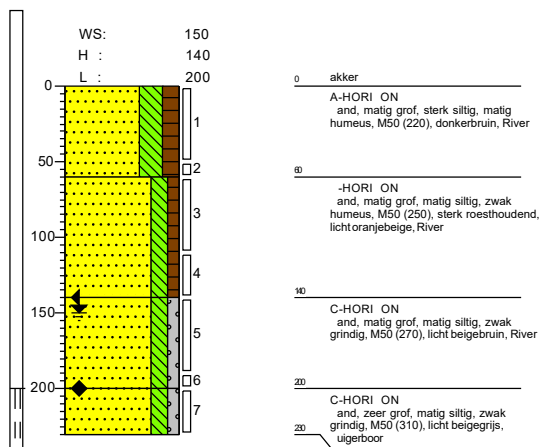 WS: 150
H : 140
L : 200
0
50
100
150
200
1
2
3
4
5
6
7
0 akker
A-HORI ON
and, matig grof, sterk siltig, matig
humeus, M50 (220), donkerbruin, River
60
-HORI ON
and, matig grof, matig siltig, zwak
humeus, M50 (250), sterk roesthoudend,
lichtoranjebeige, River
140
C-HORI ON
and, matig grof, matig siltig, zwak
grindig, M50 (270), licht beigebruin, River
200
C-HORI ON
and, zeer grof, matig siltig, zwak
grindig, M50 (310), licht beigegrijs,
uigerboor
230